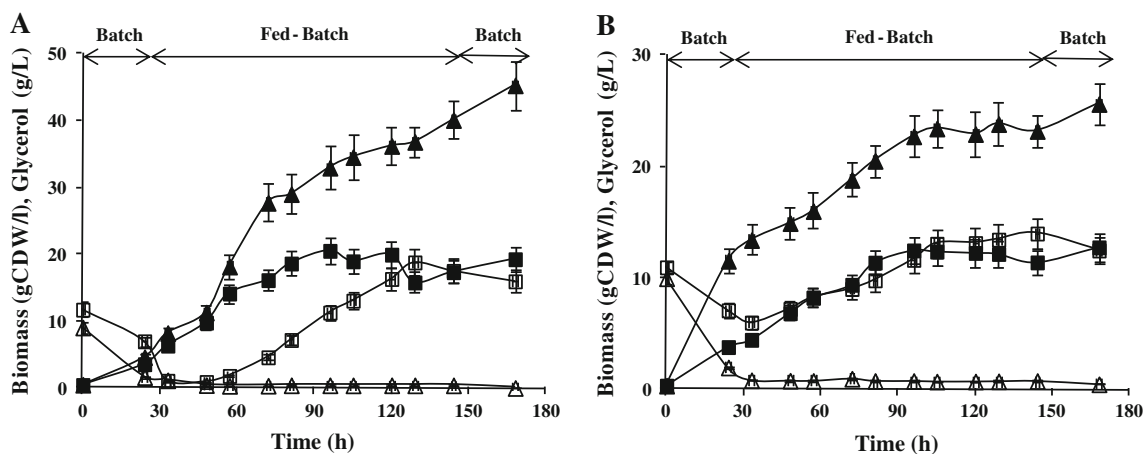 A
Batch
Fed - Batch
Batch
Biomass (gCDW/l), Glycerol (g/L)
50
40
30
20
10
0
0
30
60
90
120
150
180
Time (h)
B
Batch
Fed - Batch
Batch
Biomass (gCDW/l), Glycerol (g/L)
30
20
10
0
0
30
60
90
120
150
180
Time (h)